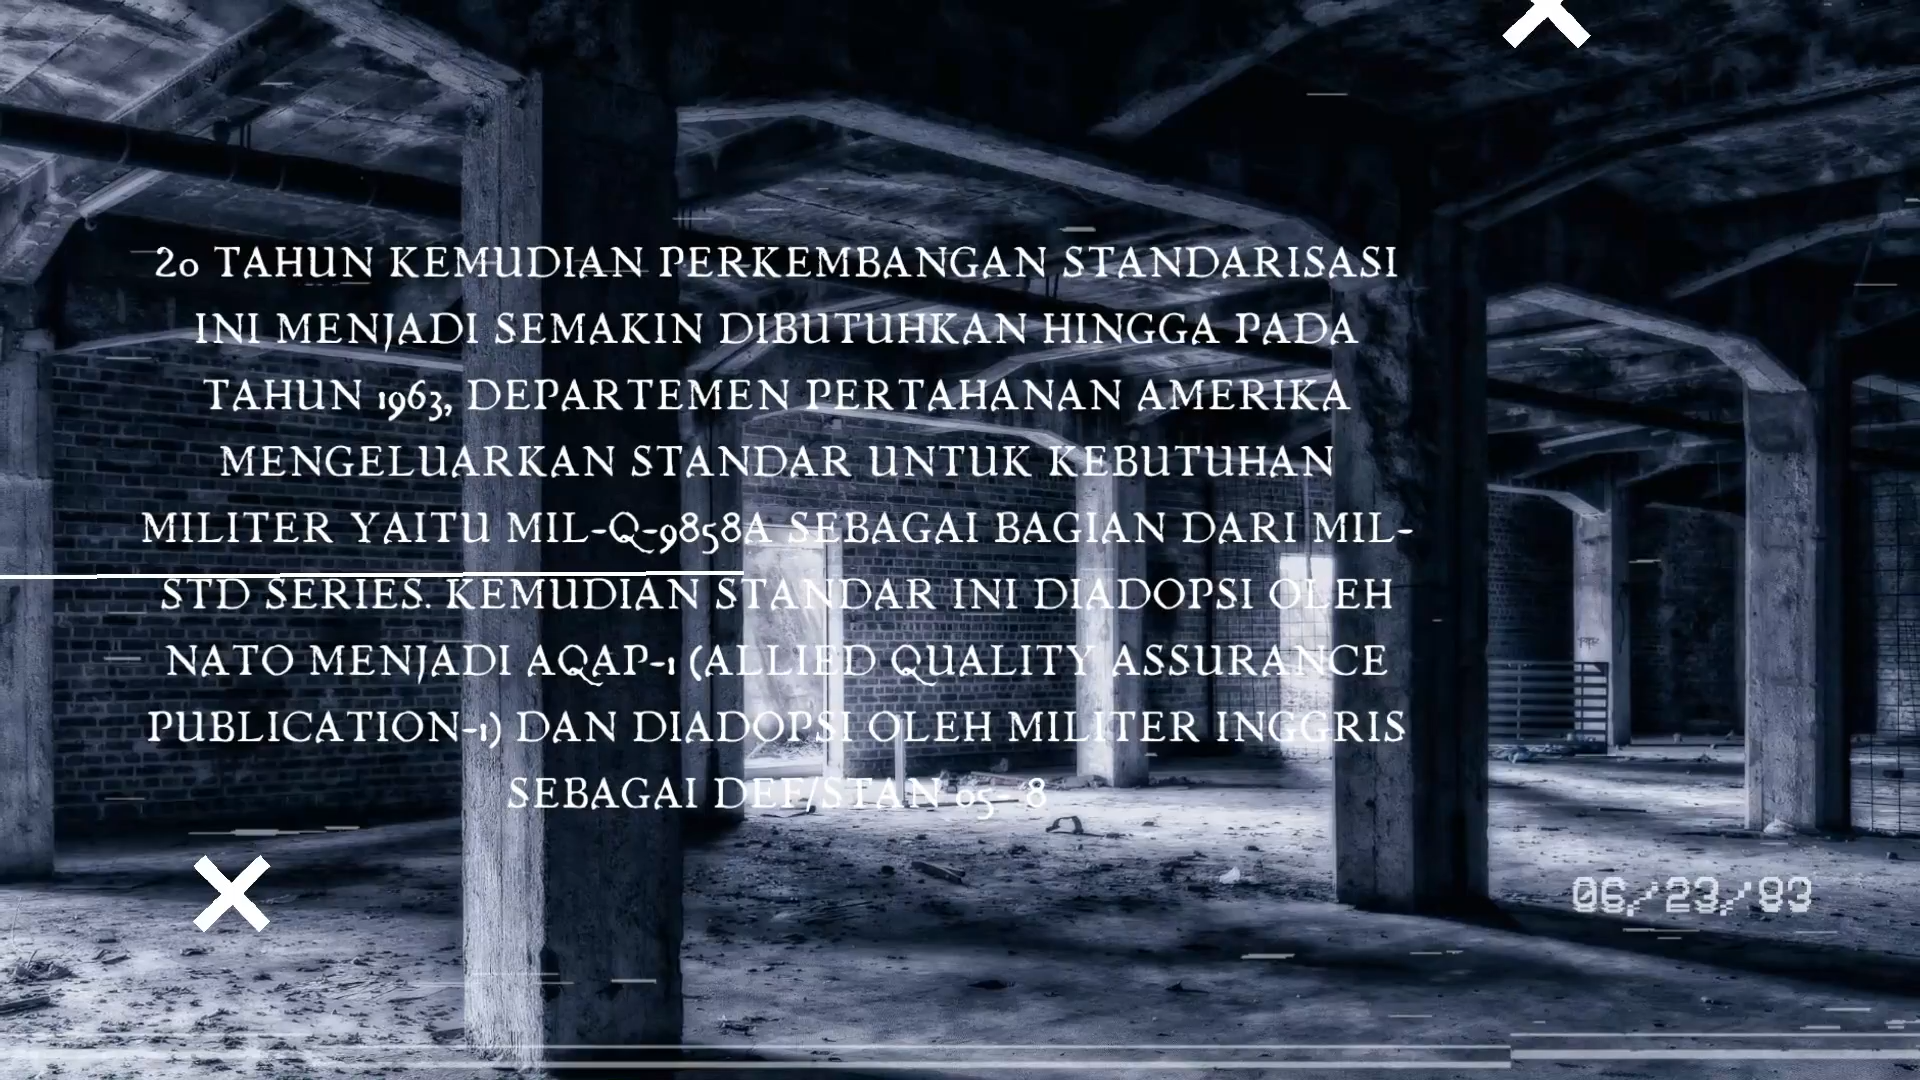 20 TAHUN KEMUDIAN PERKEMBANGAN STANDARISASI
INI MENJADI SEMAKIN DIBUTUHKAN HINGGA PADA
TAHUN 1963, DEPARTEMEN PERTAHANAN AMERIKA
MENGELUARKAN STANDAR UNTUK KEBUTUHAN
MILITER YAITU MIL-Q-9858A SEBAGAI BAGIAN DARI MIL-
STD SERIES. KEMUDIAN STANDAR INI DIADOPSI OLEH
NATO MENJADI AQAP-1 (ALLIED QUALITY ASSURANCE
PUBLICATION-1) DAN DIADOPSI OLEH MILITER INGGRIS
SEBAGAI DEF/STAN 05- 8
06/23/83